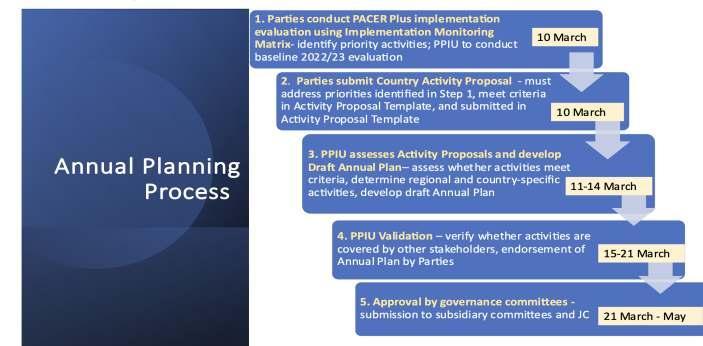 Annual Planning
Process
1. Parties conduct PACER Plus implementation
evaluation using Implementation Monitoring
Matrix- identify priority activities; PPIU to conduct
baseline 2022/23 evaluation
10 March
2. Parties submit Country Activity Proposal - must
address priorities identified in Step 1, meet criteria
in Activity Proposal Template, and submitted in
Activity Proposal Template
10 March
3. PPIU assesses Activity Proposals and develop
Draft Annual Plan– assess whether activities meet
criteria, determine regional and country-specific
activities, develop draft Annual Plan
11-14 March
4. PPIU Validation – verify whether activities are
covered by other stakeholders, endorsement of
Annual Plan by Parties
15-21 March
5. Approval by governance committees -
submission to subsidiary committees and JC
21 March - May